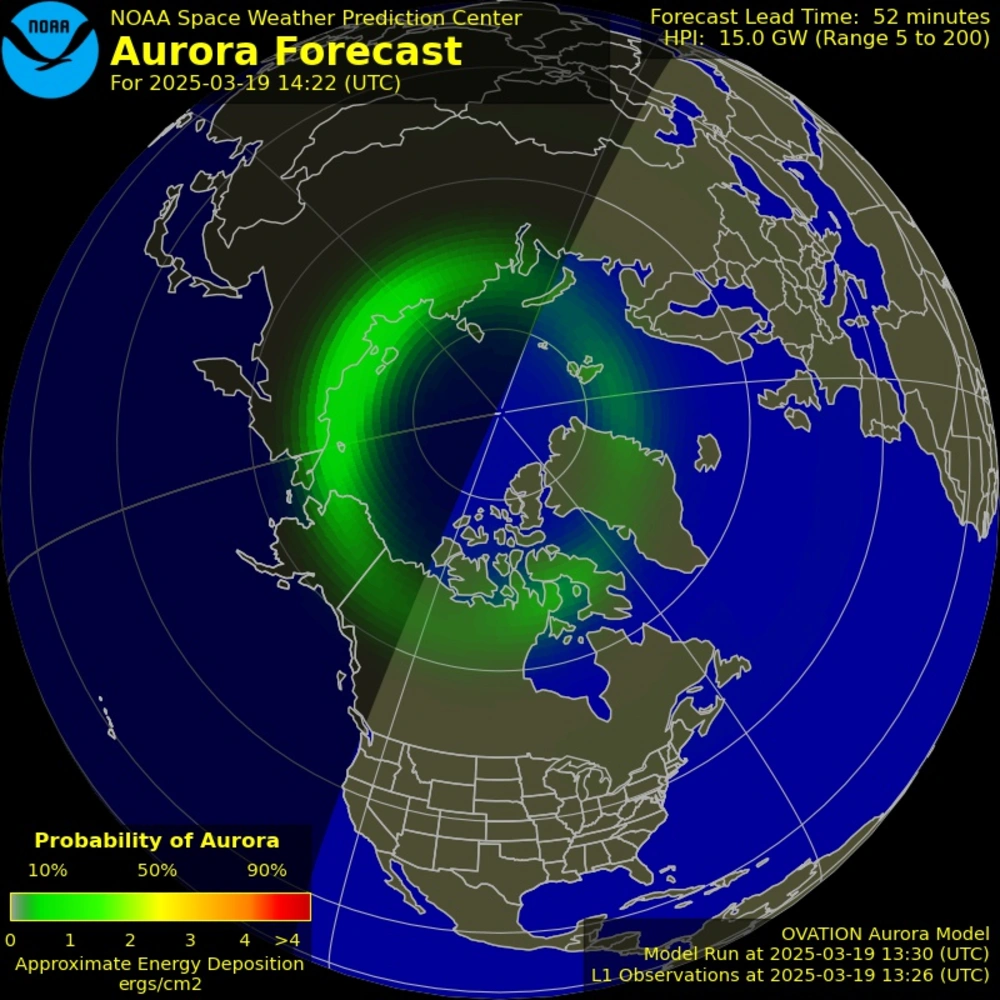 NOAA
NOAA Space Weather Prediction Center
Aurora Forecast
For 2025-03-19 14:22 (UTC)
Forecast Lead Time: 52 minutes
HPI: 15.0 GW (Range 5 to 200)
Probability of Aurora
10% 50% 90%
0 1 2 3 4 >4
Approximate Energy Deposition
ergs/cm2
OVATION Aurora Model
Model Run at 2025-03-19 13:30 (UTC)
L1 Observations at 2025-03-19 13:26 (UTC)